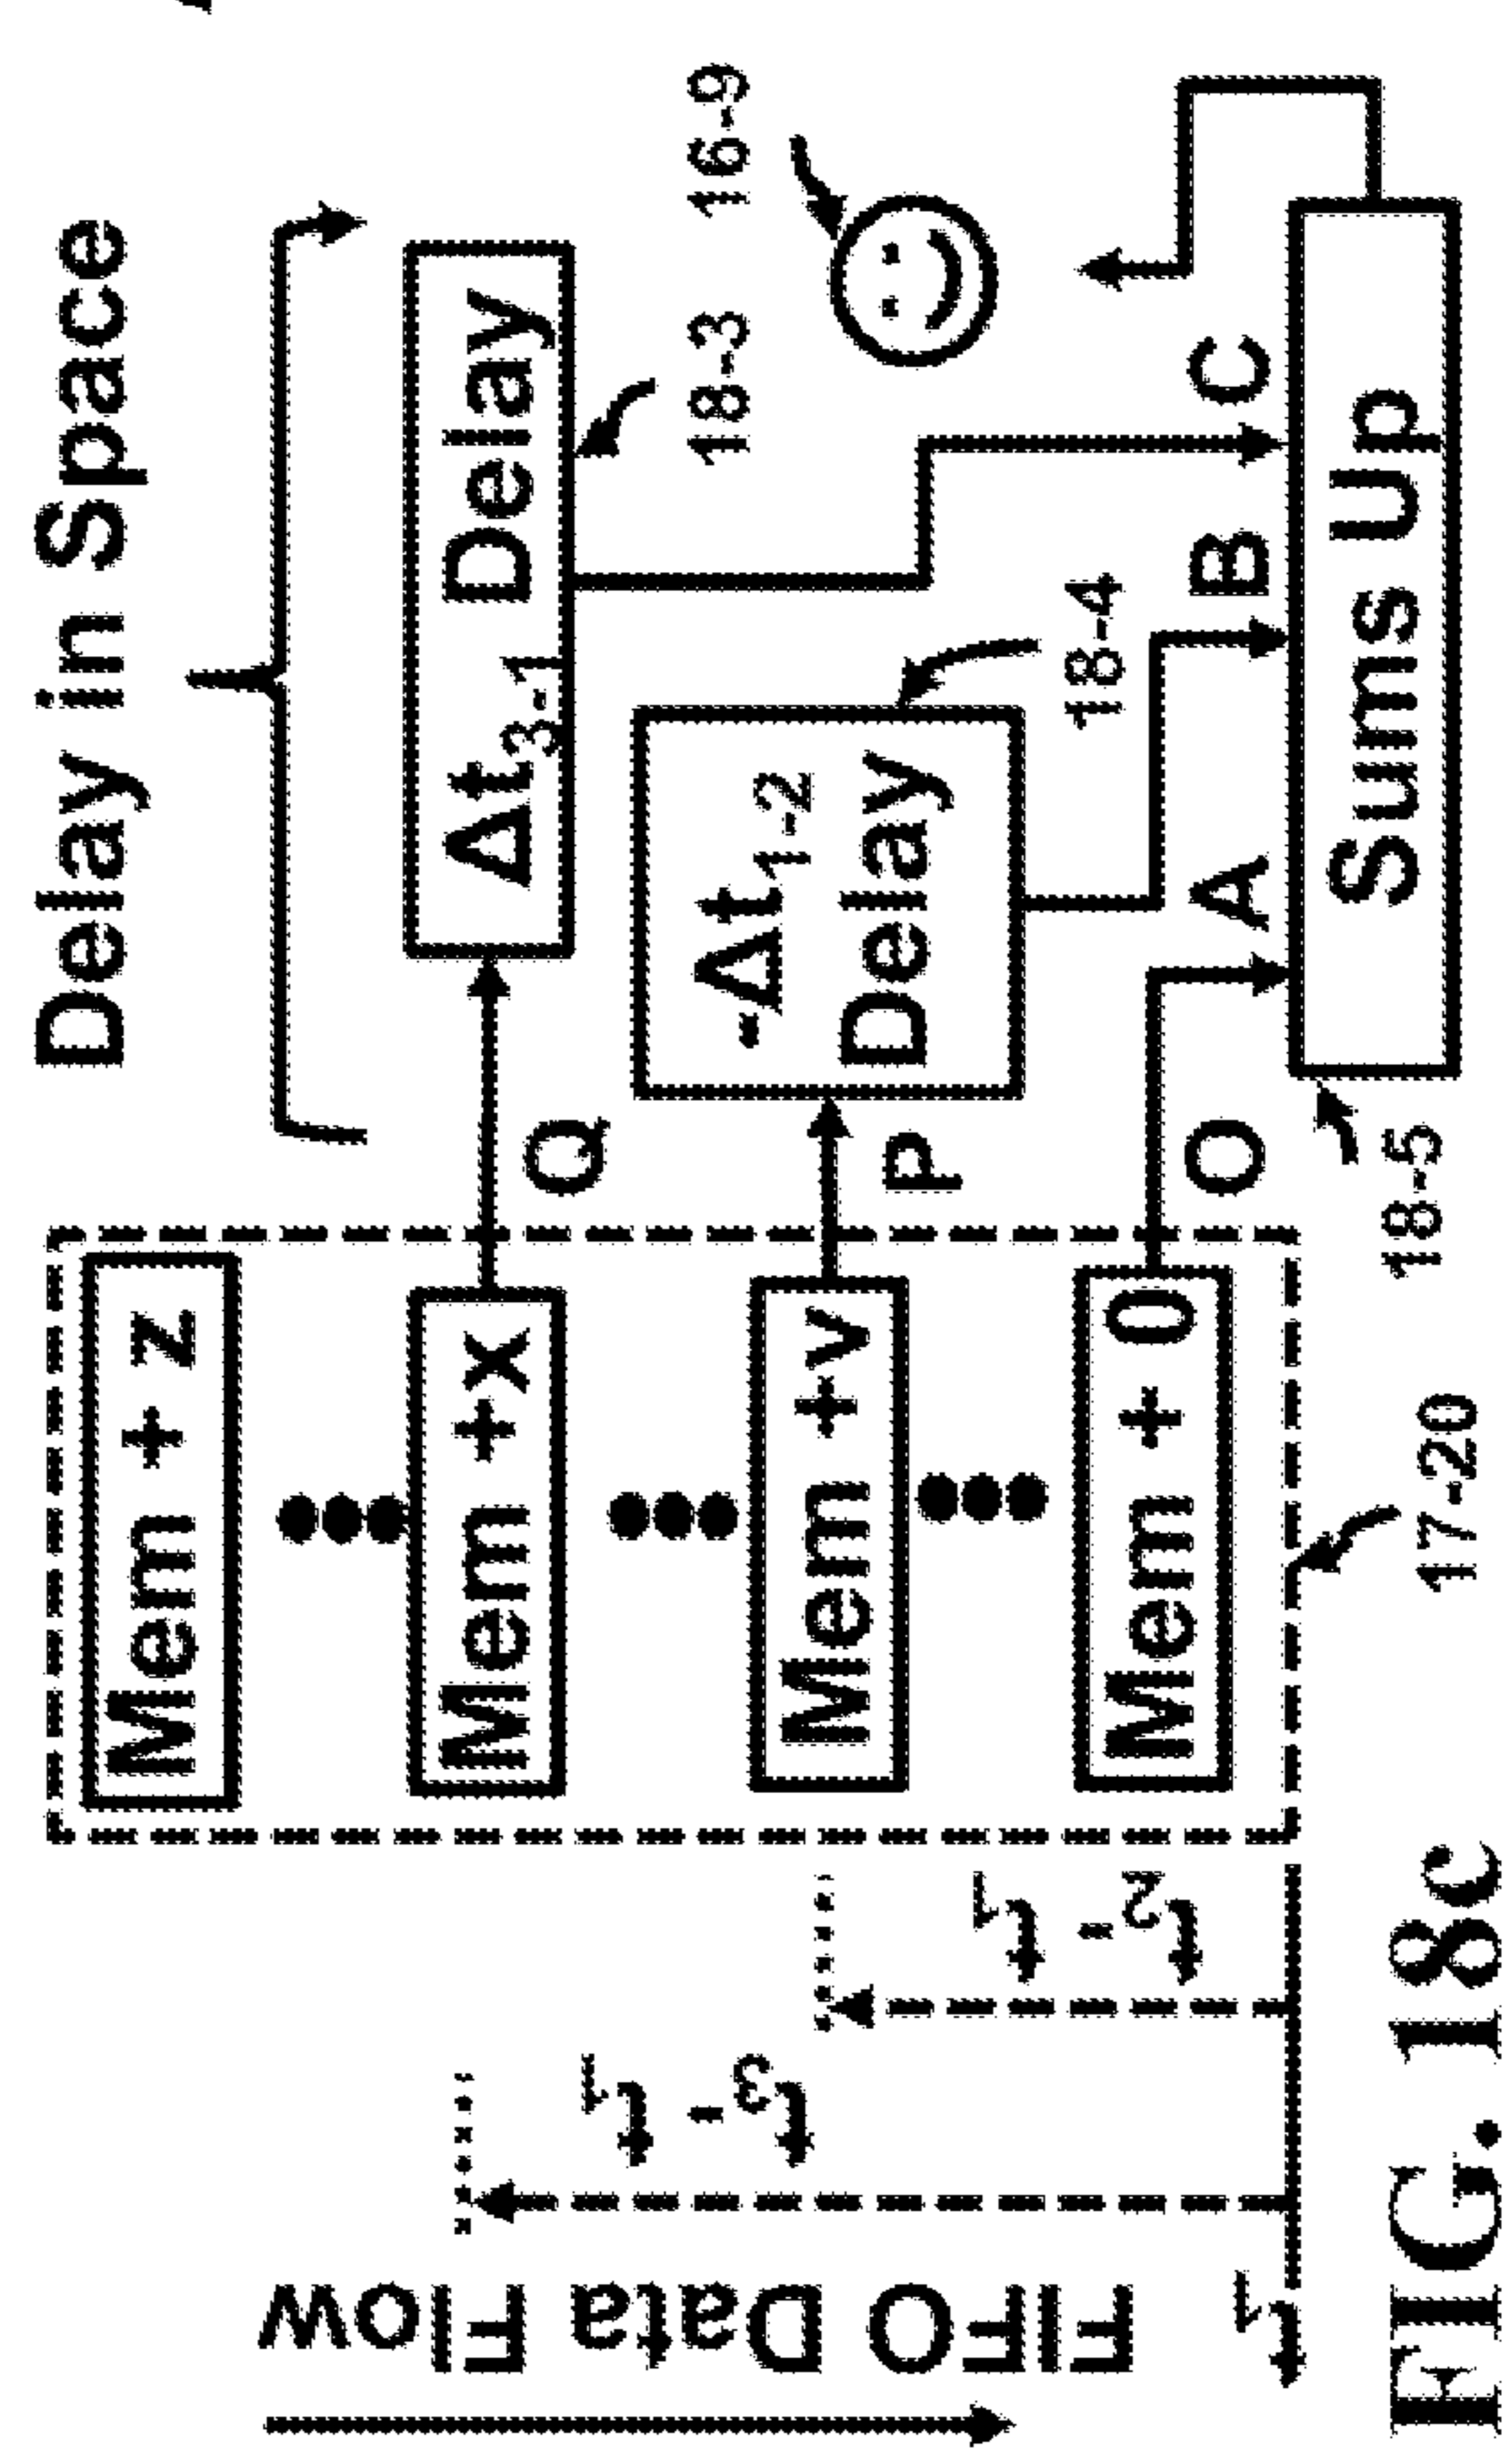 Delay in Space
Mem + z
Mem +x
Δt₃₋₁ Delay
Q
18-3
16-9
Mem +v
-Δt₁₋₂
Delay
P
18-4
Mem + 0
O
A
B
C
Sums Up
18-5
17-20
FIFO Data Flow
t₃ - t₁
t₂ - t₁
t₁
FIG. 18c